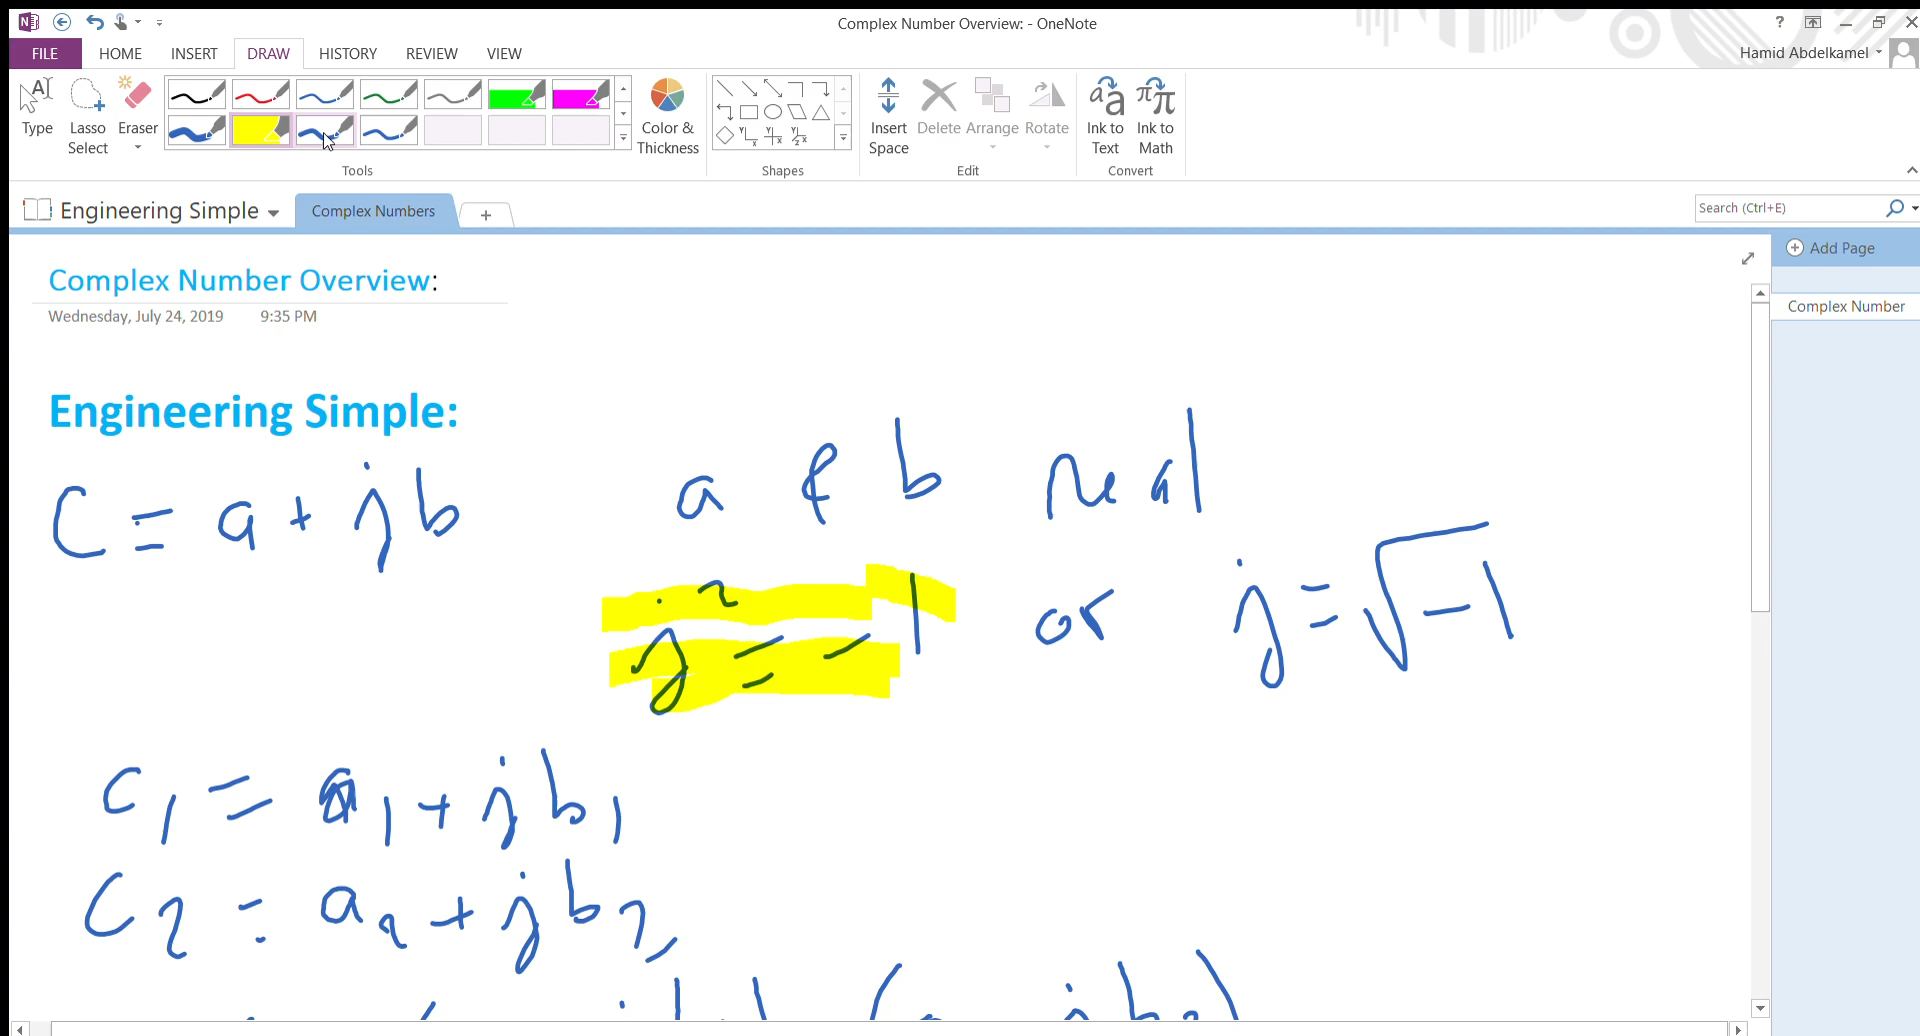 Complex Number Overview: - OneNote
?
FILE HOME INSERT DRAW HISTORY REVIEW VIEW
Hamid Abdelkamel
Type
Lasso Select
Eraser
Color & Thickness
Insert Space
Delete
Arrange
Rotate
Ink to Text
Ink to Math
Tools
Shapes
Edit
Convert
Engineering Simple
Complex Numbers
+
Search (Ctrl+E)
Add Page
Complex Number
Complex Number Overview:
Wednesday, July 24, 2019 9:35 PM
Engineering Simple:
C = a + jb a & b real
j² = -1 or j = √-1
C₁ = a₁ + jb₁
C₂ = a₂ + jb₂